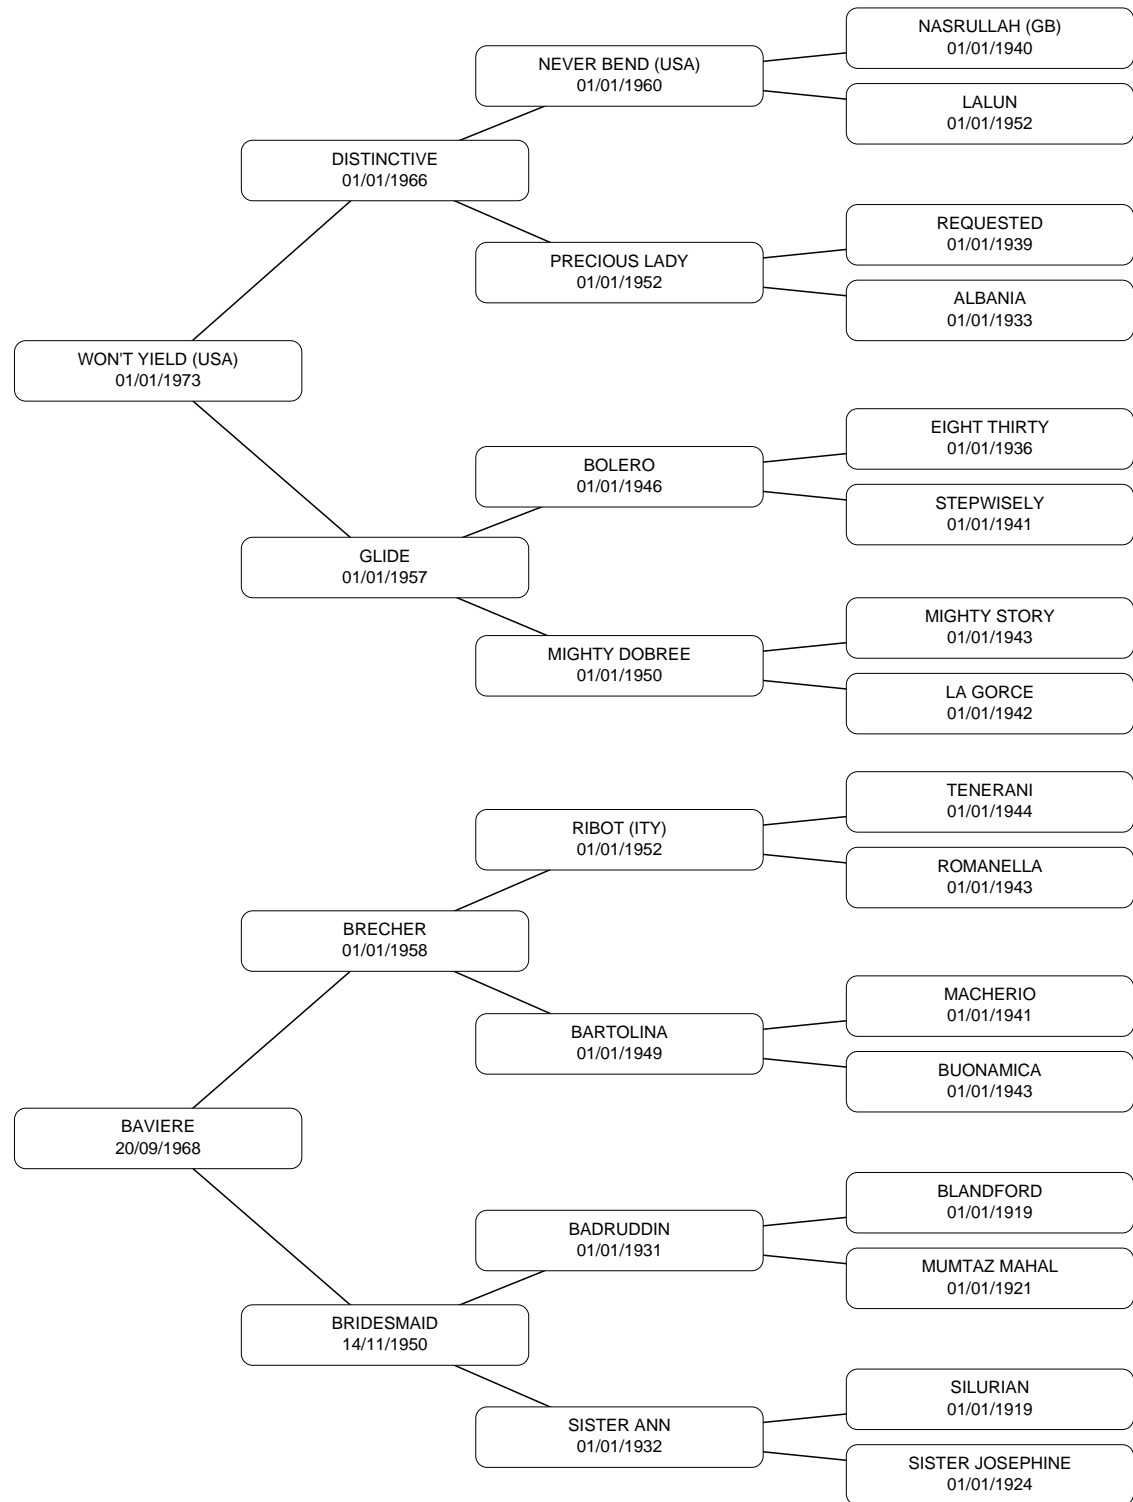 NASRULLAH (GB)
01/01/1940
NEVER BEND (USA)
01/01/1960
LALUN
01/01/1952
DISTINCTIVE
01/01/1966
REQUESTED
01/01/1939
PRECIOUS LADY
01/01/1952
ALBANIA
01/01/1933
WON'T YIELD (USA)
01/01/1973
EIGHT THIRTY
01/01/1936
BOLERO
01/01/1946
STEPWISELY
01/01/1941
GLIDE
01/01/1957
MIGHTY STORY
01/01/1943
MIGHTY DOBREE
01/01/1950
LA GORCE
01/01/1942
TENERANI
01/01/1944
RIBOT (ITY)
01/01/1952
ROMANELLA
01/01/1943
BRECHER
01/01/1958
MACHERIO
01/01/1941
BARTOLINA
01/01/1949
BUONAMICA
01/01/1943
BAVIERE
20/09/1968
BLANDFORD
01/01/1919
BADRUDDIN
01/01/1931
MUMTAZ MAHAL
01/01/1921
BRIDESMAID
14/11/1950
SILURIAN
01/01/1919
SISTER ANN
01/01/1932
SISTER JOSEPHINE
01/01/1924